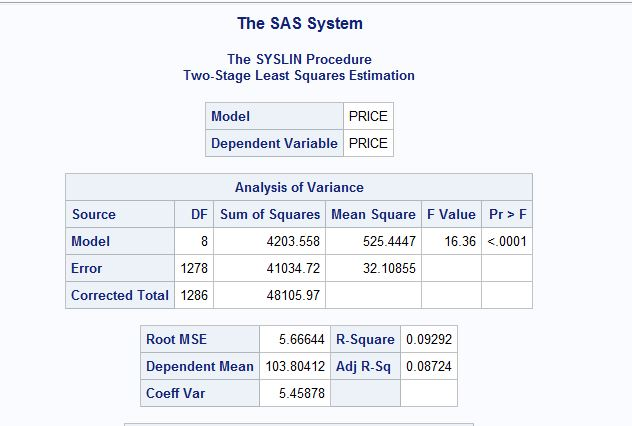 The SAS System
The SYSLIN Procedure
Two-Stage Least Squares Estimation
Model PRICE
Dependent Variable PRICE
Analysis of Variance
Source DF Sum of Squares Mean Square F Value Pr > F
Model 8 4203.558 525.4447 16.36 <.0001
Error 1278 41034.72 32.10855
Corrected Total 1286 48105.97
Root MSE 5.66644 R-Square 0.09292
Dependent Mean 103.80412 Adj R-Sq 0.08724
Coeff Var 5.45878